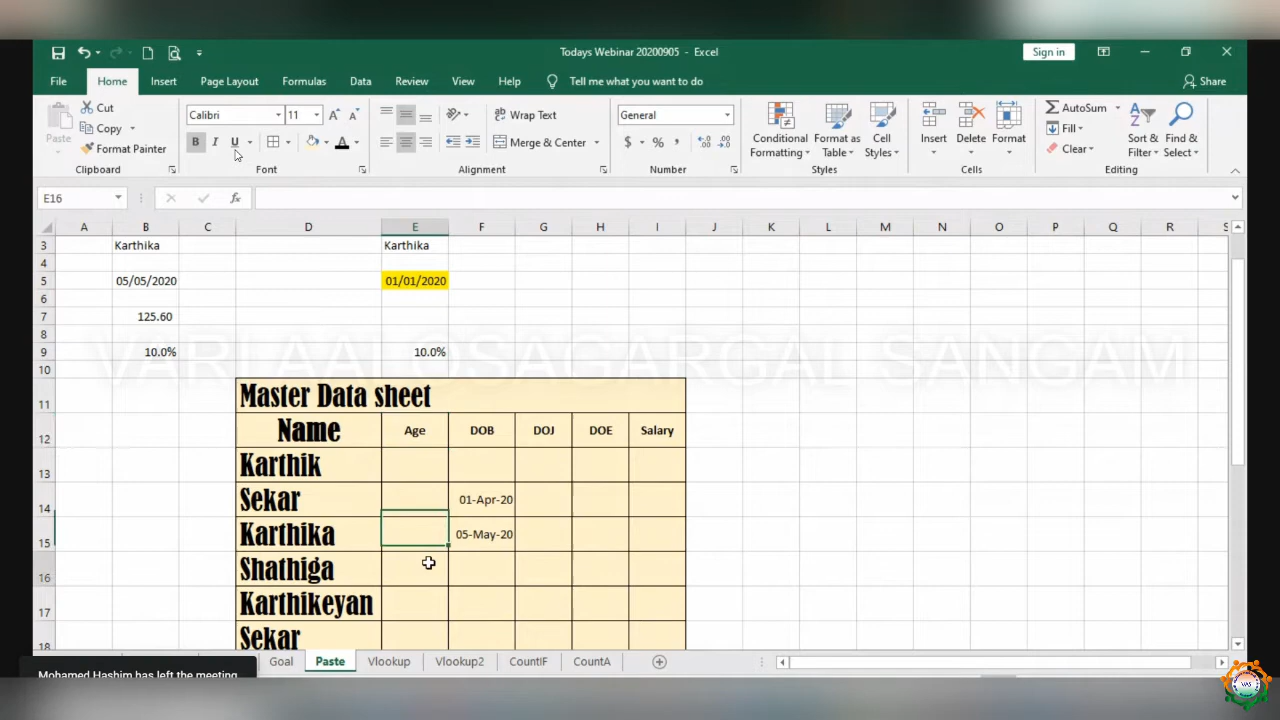 Todays Webinar 20200905 - Excel
Sign in
File Home Insert Page Layout Formulas Data Review View Help Tell me what you want to do Share
Paste Cut Copy Format Painter Clipboard
Calibri 11 B I U A Font
Wrap Text Merge & Center Alignment
General $ % , Number
Conditional Formatting Format as Table Cell Styles Styles
Insert Delete Format Cells
AutoSum Fill Clear Sort & Filter Find & Select Editing
E16 fx
A B C D E F G H I J K L M N O P Q R S
3 Karthika Karthika
4
5 05/05/2020 01/01/2020
6
7 125.60
8
9 10.0% 10.0%
VARLAAL OSAGARGAL SANGAM
10
11 Master Data sheet
12 Name Age DOB DOJ DOE Salary
13 Karthik
14 Sekar 01-Apr-20
15 Karthika 05-May-20
16 Shathiga
17 Karthikeyan
18 Sekar
Goal Paste Vlookup Vlookup2 CountIF CountA
Mohamed Hashim has left the meeting
VAS